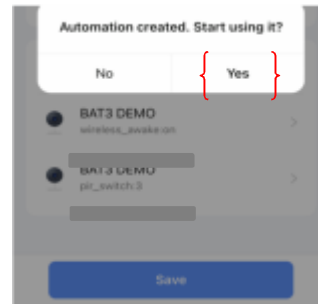 Automation created. Start using it?
No
Yes
BAT3 DEMO
wireless_awake:on
BAT3 DEMO
pir_switch:3
Save